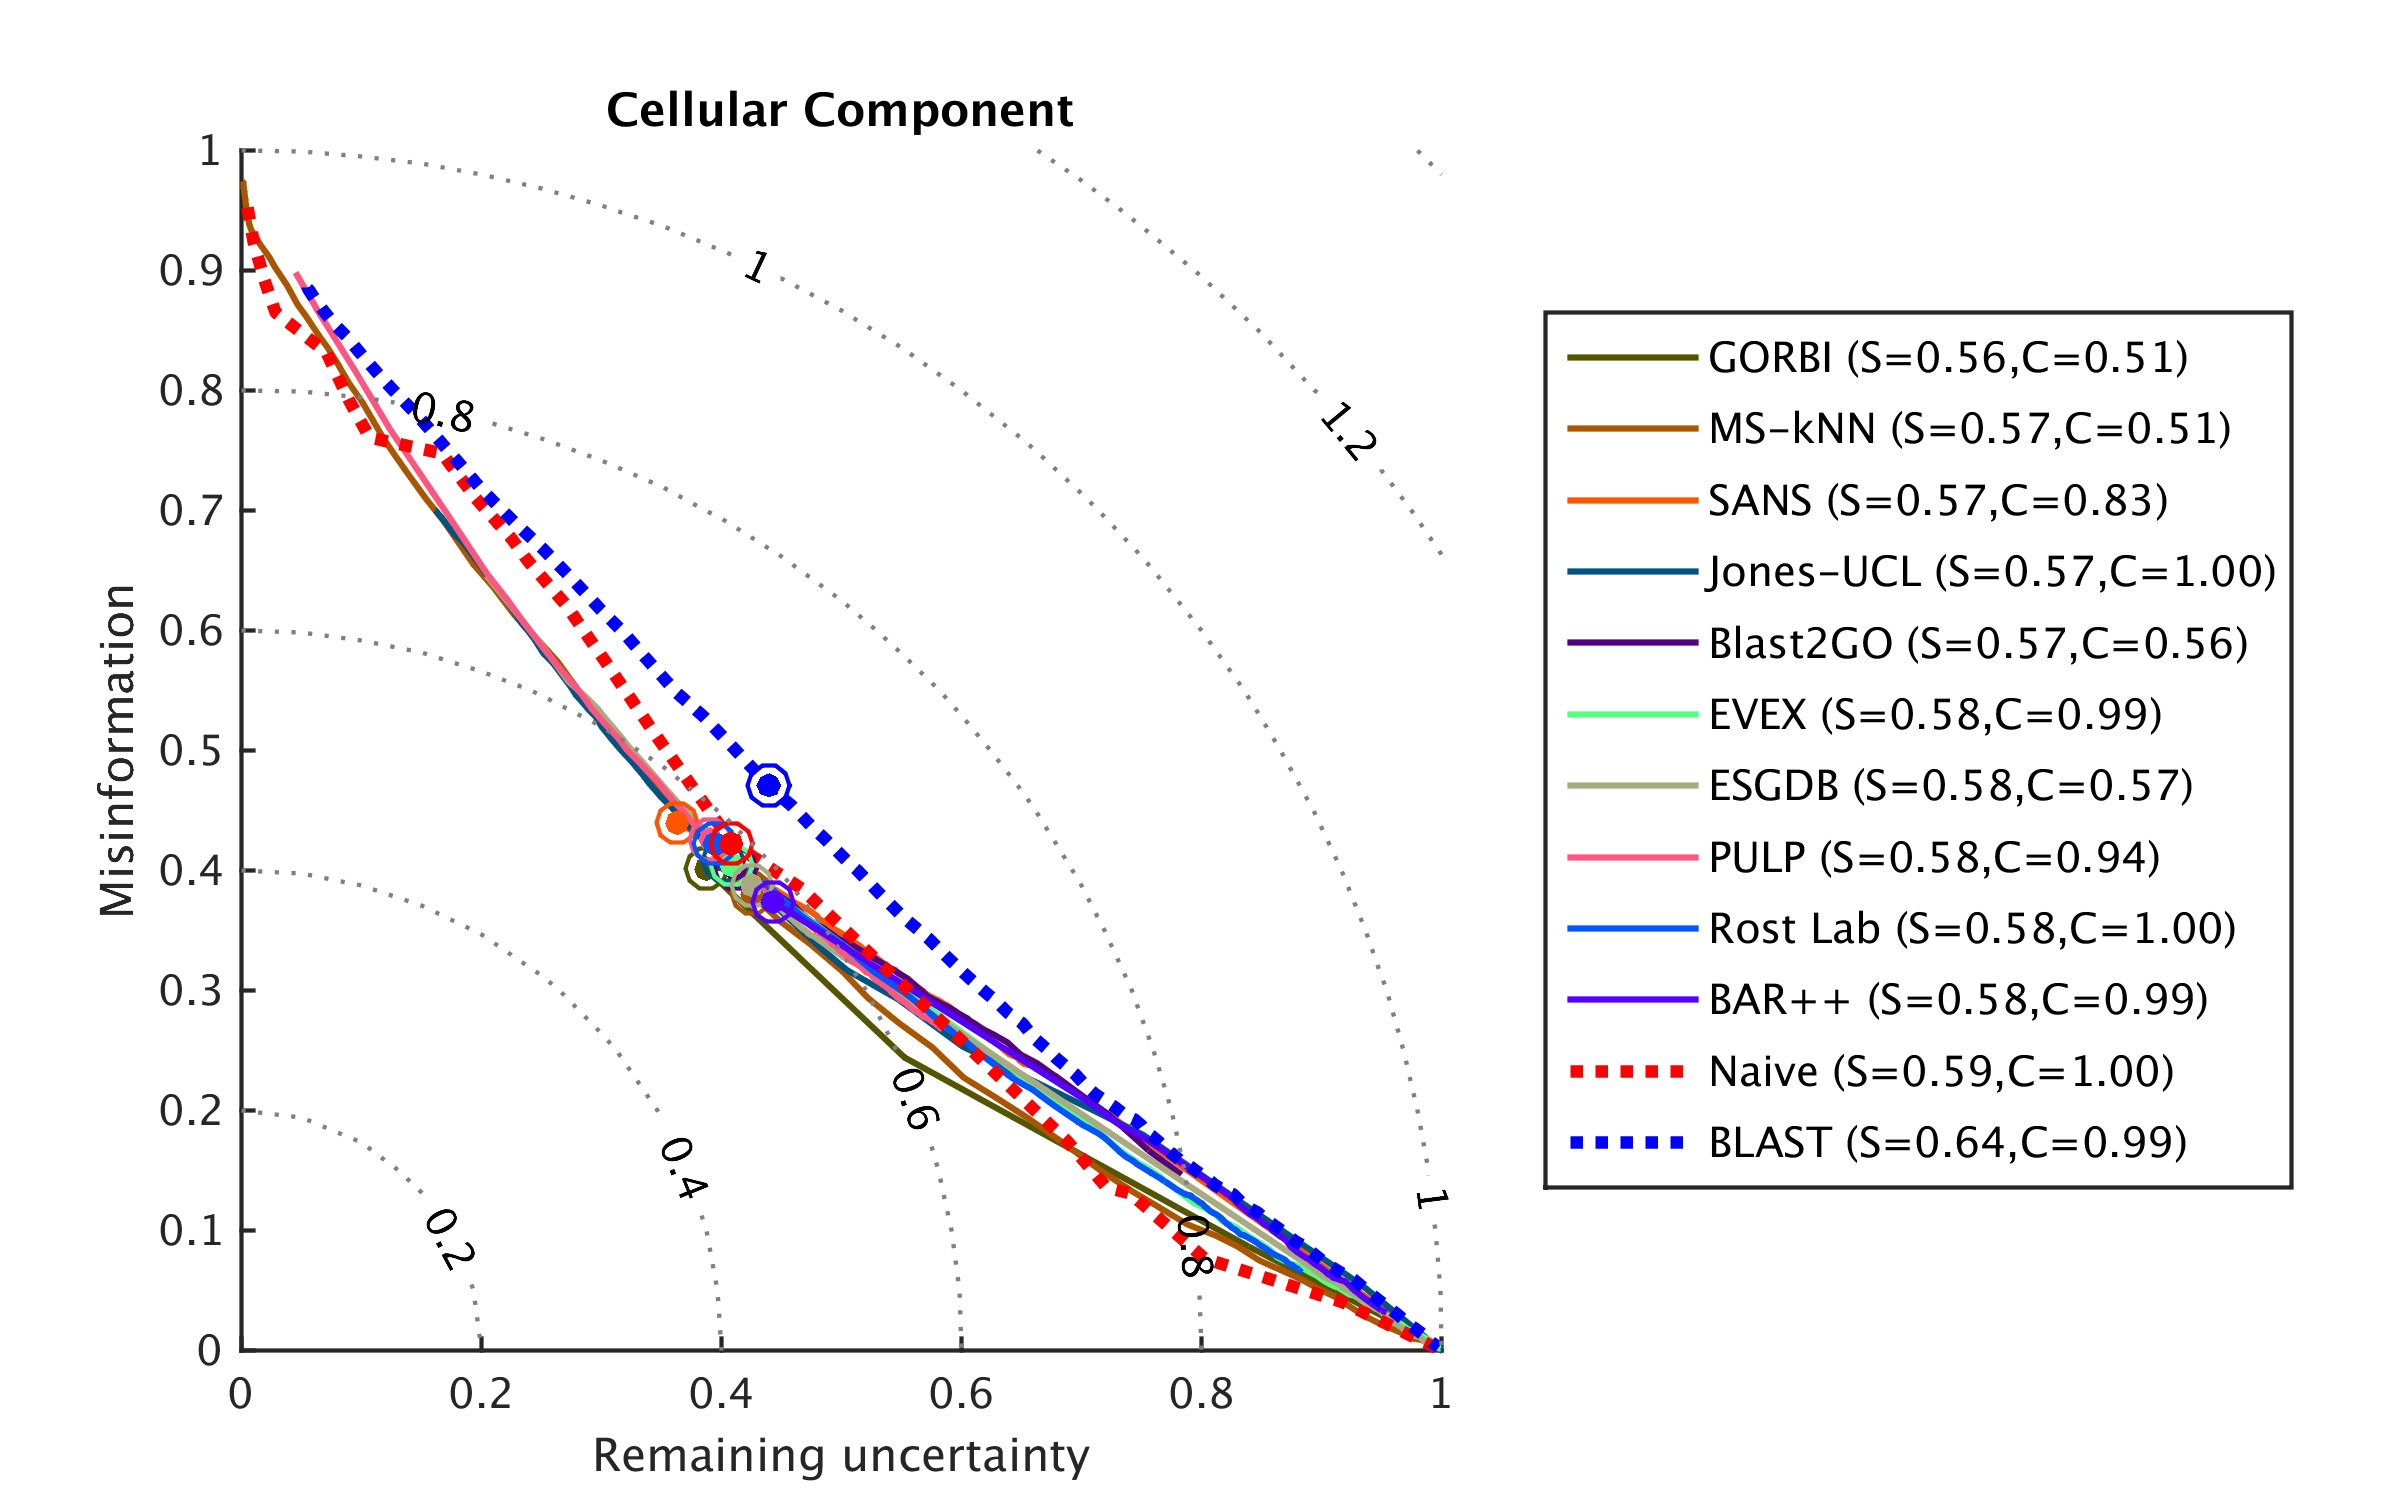 Cellular Component
1
0.9
0.8
0.7
0.6
0.5
0.4
0.3
0.2
0.1
0
Misinformation
0
0.2
0.4
0.6
0.8
1
Remaining uncertainty
1
0.8
1.2
0.6
0.4
0.2
0.8
1
GORBI (S=0.56,C=0.51)
MS-kNN (S=0.57,C=0.51)
SANS (S=0.57,C=0.83)
Jones-UCL (S=0.57,C=1.00)
Blast2GO (S=0.57,C=0.56)
EVEX (S=0.58,C=0.99)
ESGDB (S=0.58,C=0.57)
PULP (S=0.58,C=0.94)
Rost Lab (S=0.58,C=1.00)
BAR++ (S=0.58,C=0.99)
Naive (S=0.59,C=1.00)
BLAST (S=0.64,C=0.99)